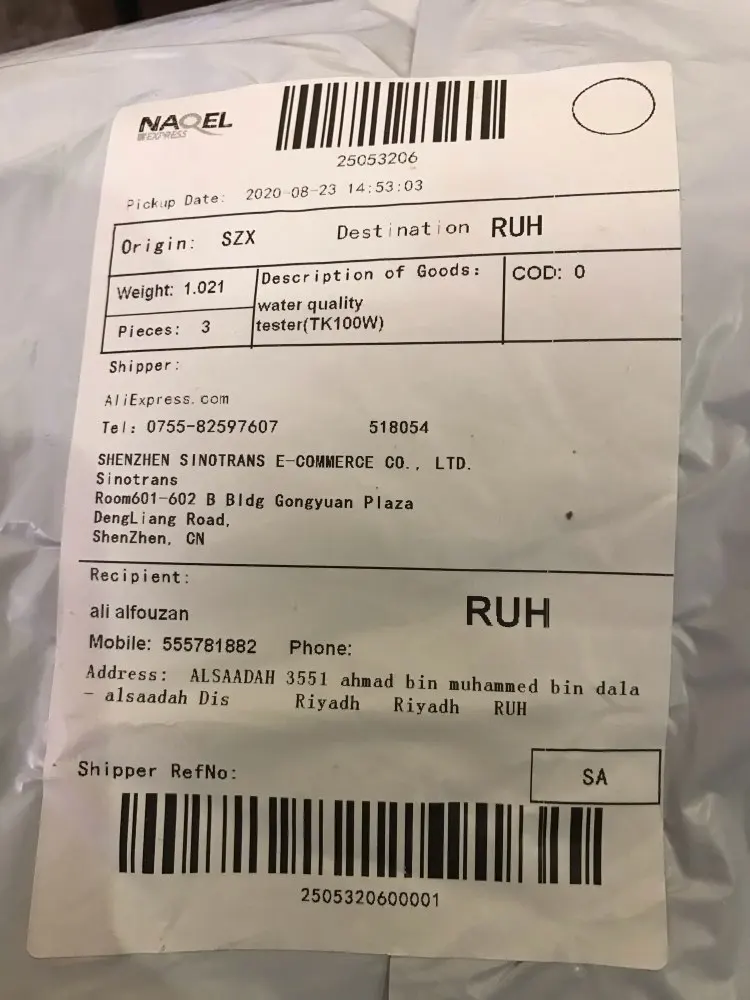 NAQEL
EXPRESS
25053206
Pickup Date: 2020-08-23 14:53:03
Origin: SZX Destination RUH
Weight: 1.021 Description of Goods: COD: 0
water quality
Pieces: 3 tester(TK100W)
Shipper:
AliExpress.com
Tel: 0755-82597607 518054
SHENZHEN SINOTRANS E-COMMERCE CO., LTD.
Sinotrans
Room601-602 B Bldg Gongyuan Plaza
DengLiang Road,
ShenZhen, CN
Recipient:
ali alfouzan RUH
Mobile: 555781882 Phone:
Address: ALSAADAH 3551 ahmad bin muhammed bin dala
- alsaadah Dis Riyadh Riyadh RUH
Shipper RefNo:
SA
2505320600001